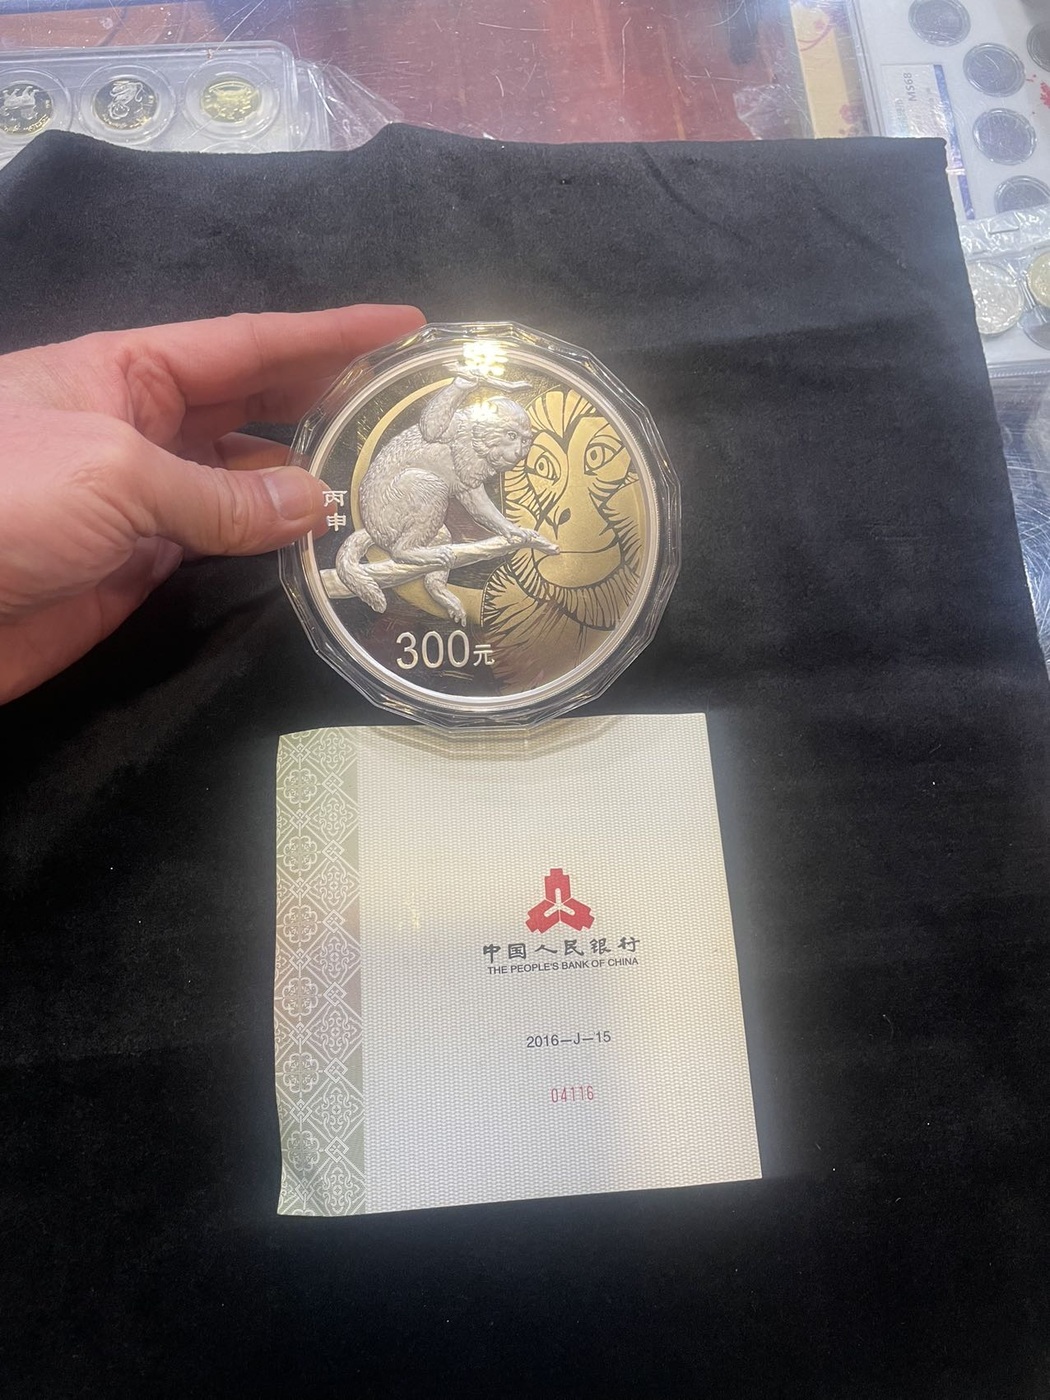 MS68
丙
申
300元
中国人民银行
THE PEOPLE'S BANK OF CHINA
2016—J—15
04116